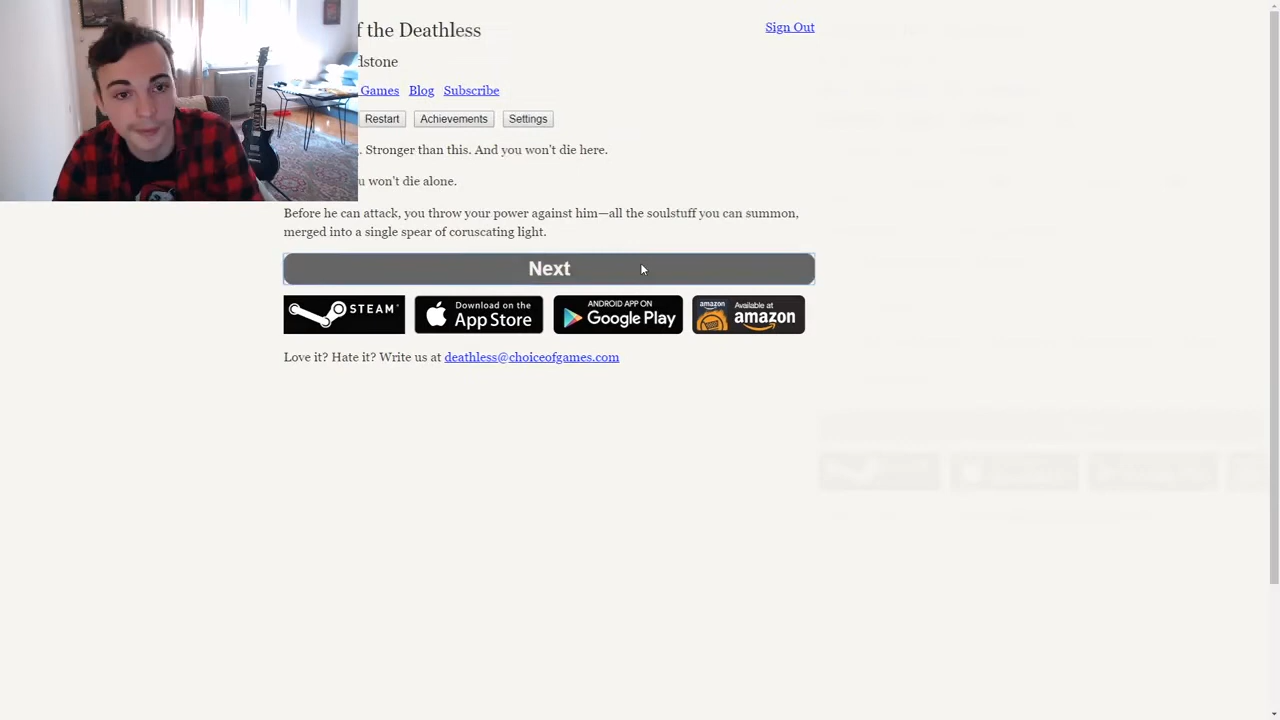 f the Deathless
Sign Out
dstone
Games Blog Subscribe
Restart Achievements Settings
. Stronger than this. And you won't die here.
u won't die alone.
Before he can attack, you throw your power against him—all the soulstuff you can summon,
merged into a single spear of coruscating light.
Next
STEAM™
Download on the
App Store
ANDROID APP ON
Google Play
amazon
Available at
amazon
Love it? Hate it? Write us at deathless@choiceofgames.com